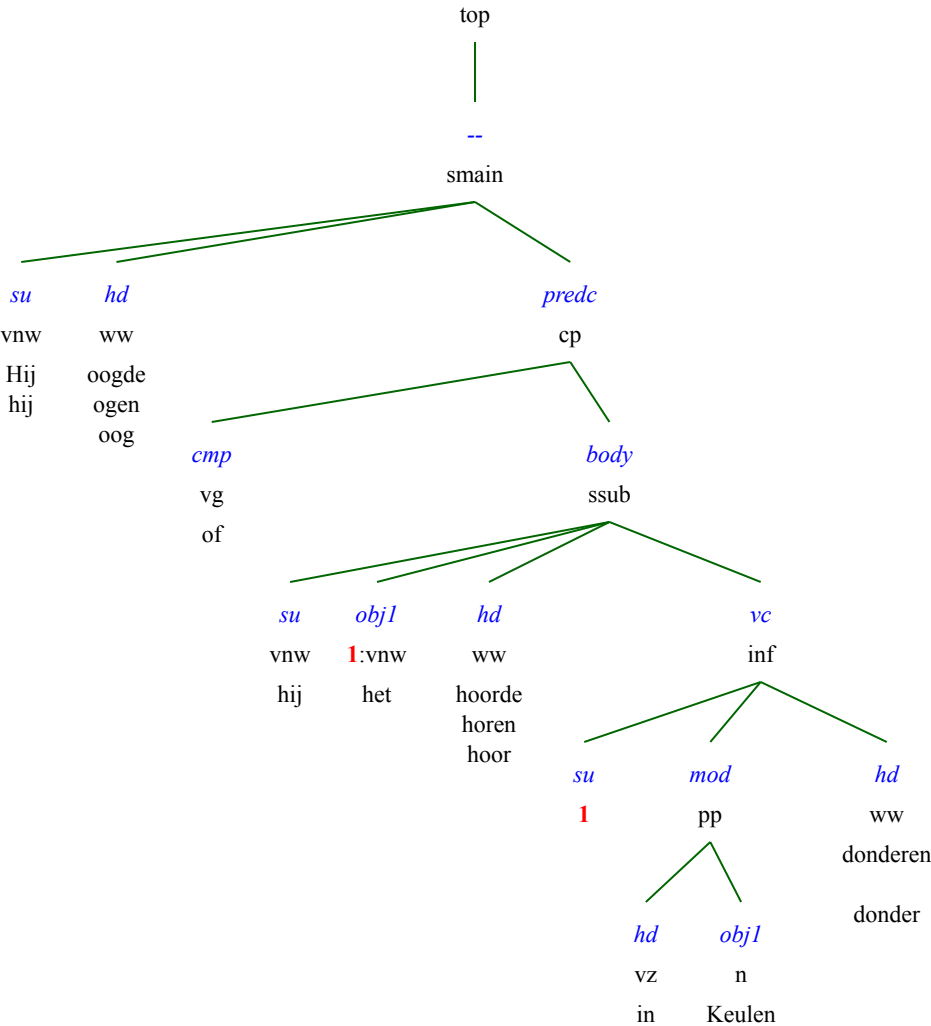 top
--
smain
su hd predc
vnw ww cp
Hij oogde
hij ogen
oog
cmp body
vg ssub
of
su obj1 hd vc
vnw 1:vnw ww inf
hij het hoorde
horen
hoor
su mod hd
1 pp ww
donderen
donder
hd obj1
vz n
in Keulen